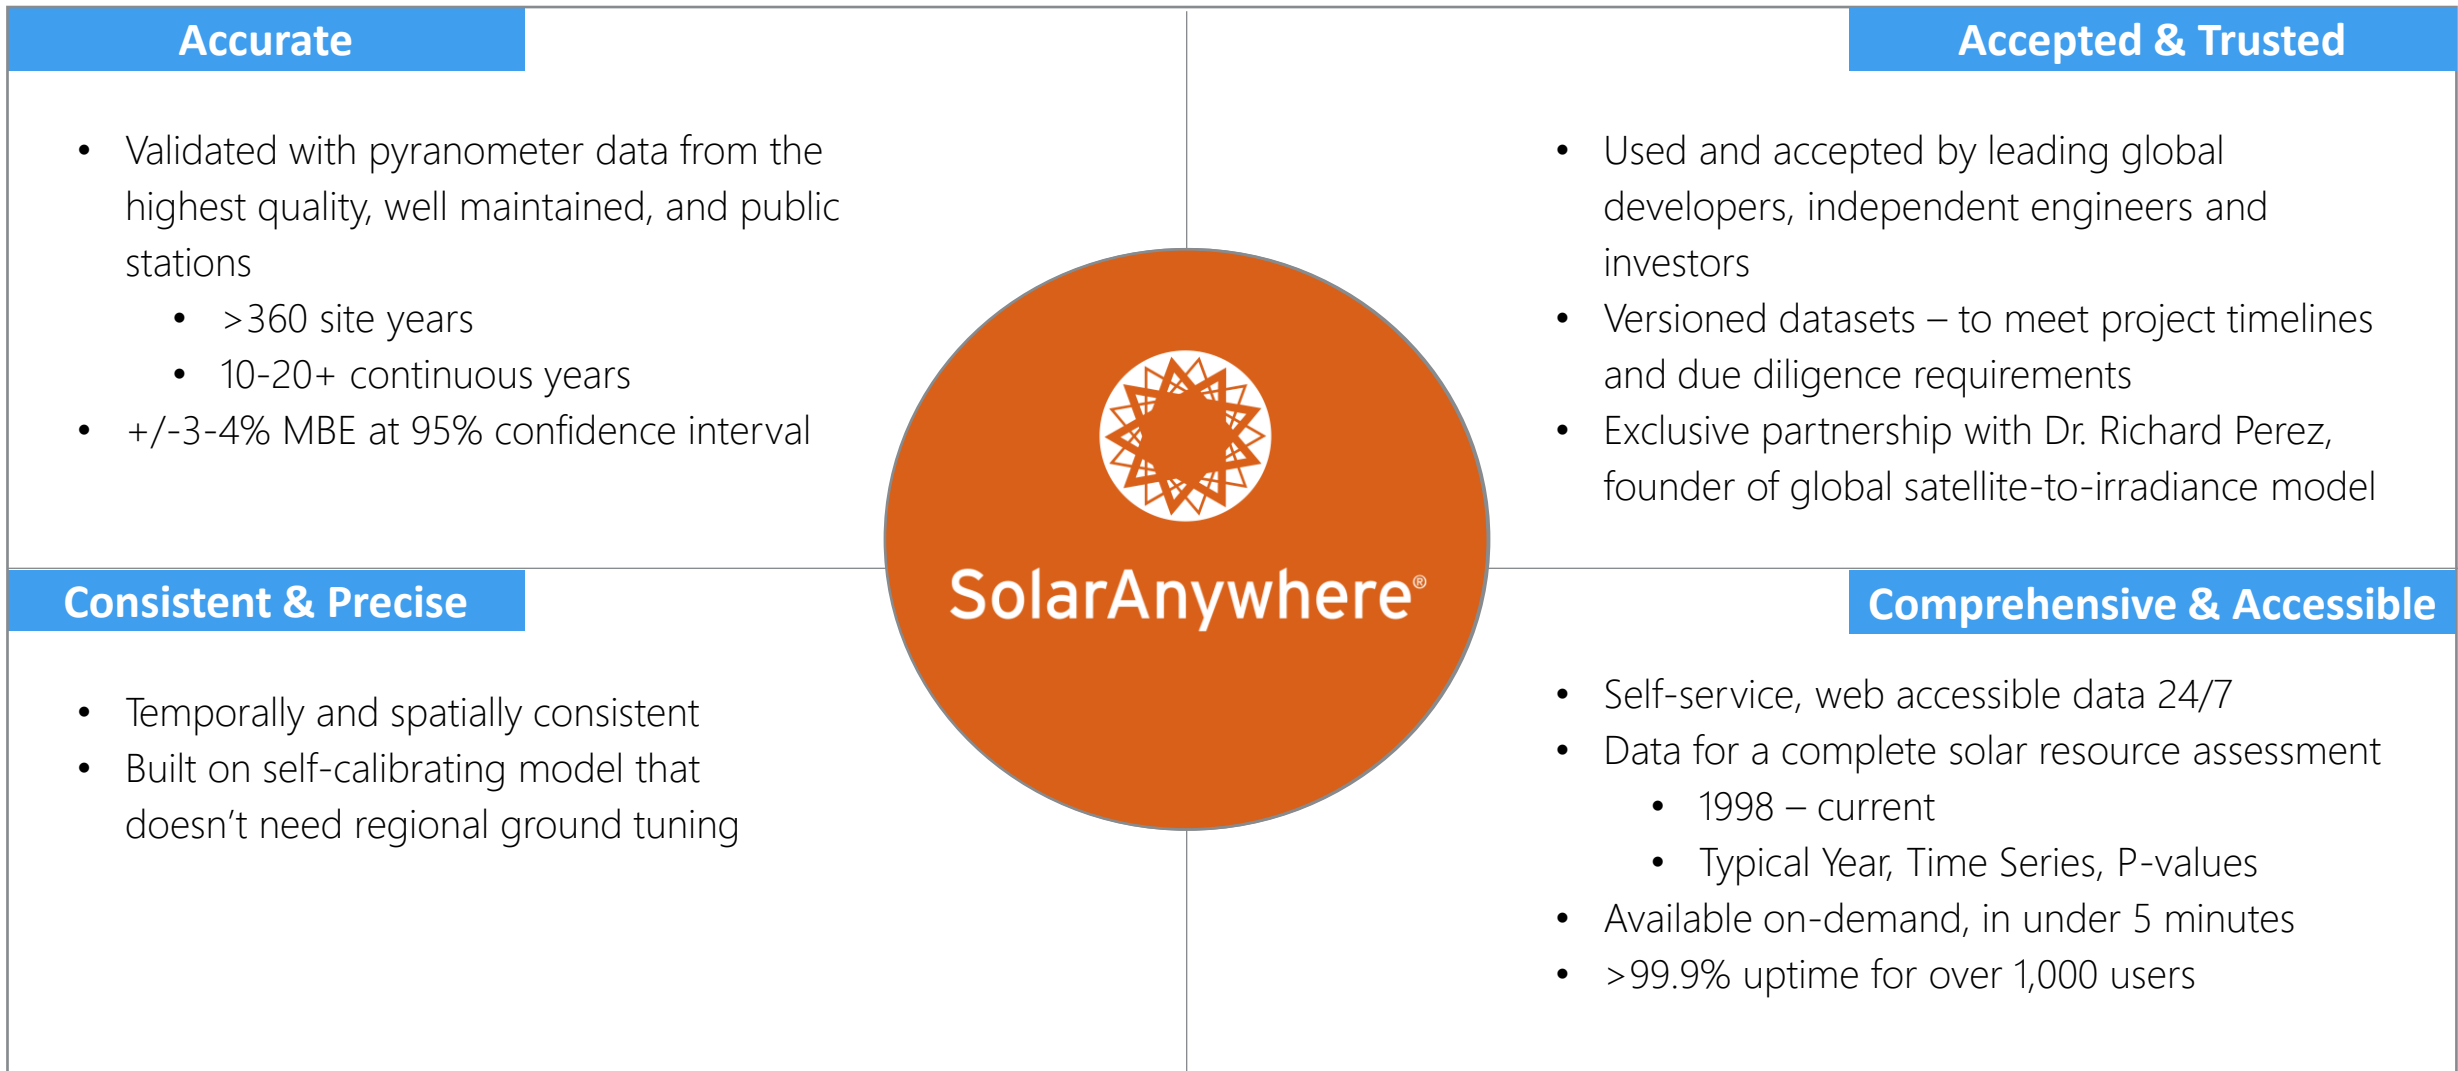 Accurate
• Validated with pyranometer data from the
highest quality, well maintained, and public
stations
• >360 site years
• 10-20+ continuous years
• +/-3-4% MBE at 95% confidence interval
Accepted & Trusted
• Used and accepted by leading global
developers, independent engineers and
investors
• Versioned datasets – to meet project timelines
and due diligence requirements
• Exclusive partnership with Dr. Richard Perez,
founder of global satellite-to-irradiance model
SolarAnywhere®
Consistent & Precise
• Temporally and spatially consistent
• Built on self-calibrating model that
doesn’t need regional ground tuning
Comprehensive & Accessible
• Self-service, web accessible data 24/7
• Data for a complete solar resource assessment
• 1998 – current
• Typical Year, Time Series, P-values
• Available on-demand, in under 5 minutes
• >99.9% uptime for over 1,000 users